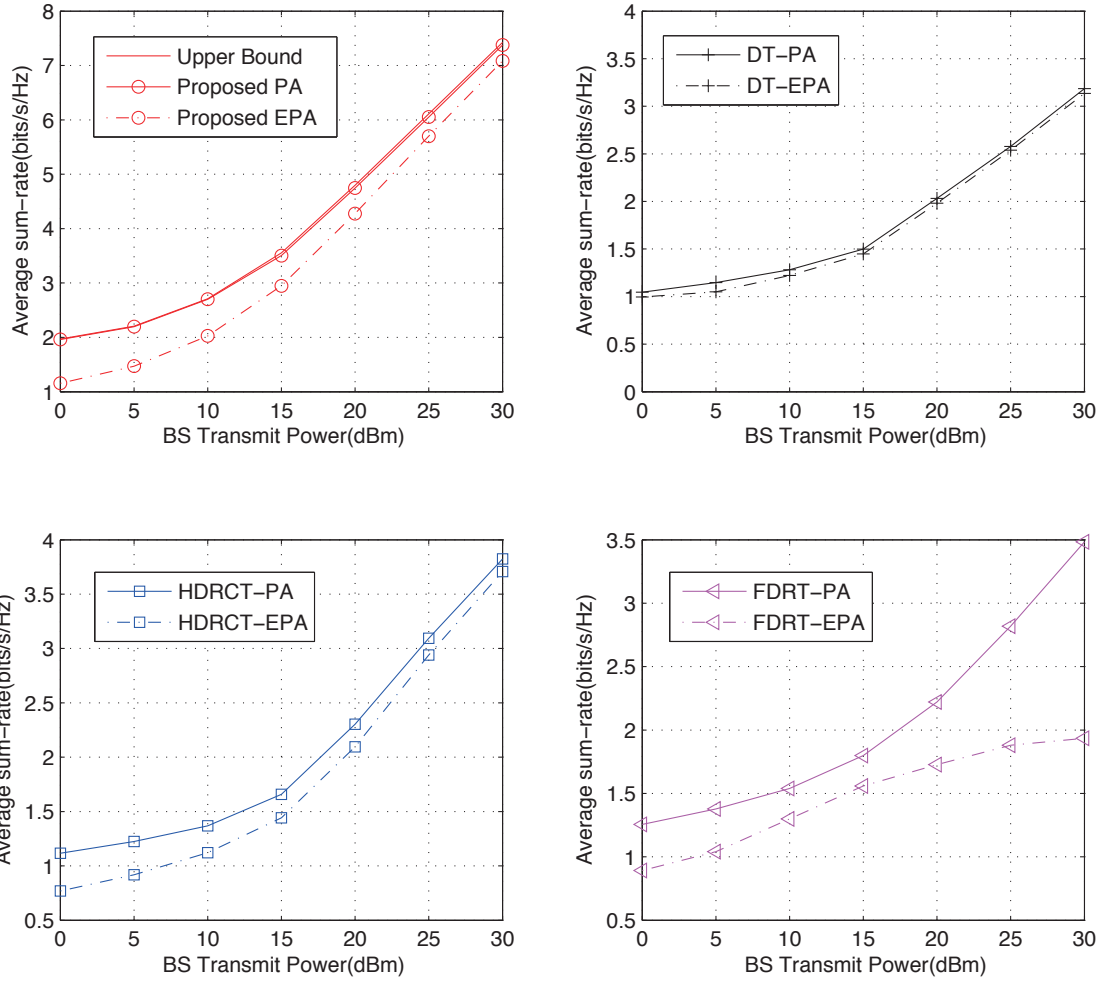 8
7
6
5
4
3
2
1
Average sum−rate(bits/s/Hz)
Upper Bound
Proposed PA
Proposed EPA
0 5 10 15 20 25 30
BS Transmit Power(dBm)
4
3.5
3
2.5
2
1.5
1
0.5
0
Average sum−rate(bits/s/Hz)
DT−PA
DT−EPA
0 5 10 15 20 25 30
BS Transmit Power(dBm)
4
3.5
3
2.5
2
1.5
1
0.5
Average sum−rate(bits/s/Hz)
HDRCT−PA
HDRCT−EPA
0 5 10 15 20 25 30
BS Transmit Power(dBm)
3.5
3
2.5
2
1.5
1
0.5
Average sum−rate(bits/s/Hz)
FDRT−PA
FDRT−EPA
0 5 10 15 20 25 30
BS Transmit Power(dBm)